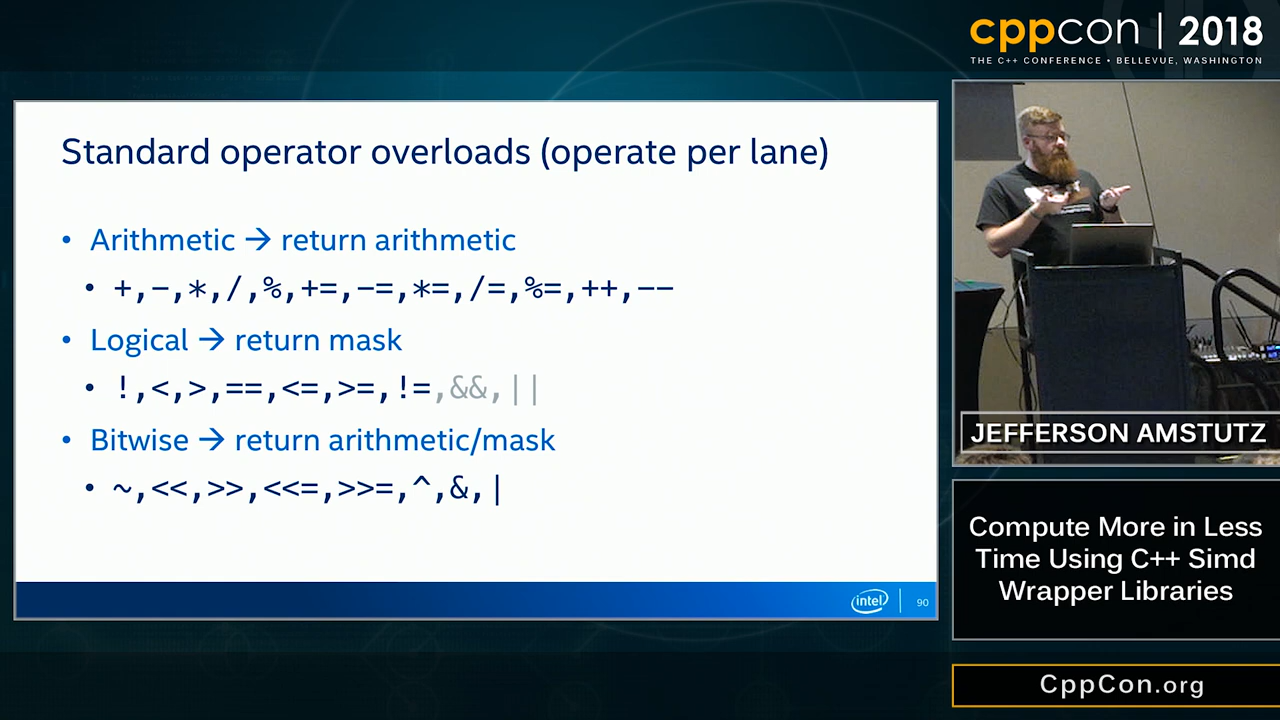 cppcon | 2018
THE C++ CONFERENCE • BELLEVUE, WASHINGTON
Standard operator overloads (operate per lane)
• Arithmetic → return arithmetic
• +,−,*,/,%,+=,−=,*=,/=,%=,++,−−
• Logical → return mask
• !,<,>,==,<=,>=,!=,&&,||
• Bitwise → return arithmetic/mask
• ~,<<,>>,<<=,>>=,^,&,|
intel
90
JEFFERSON AMSTUTZ
Compute More in Less
Time Using C++ Simd
Wrapper Libraries
CppCon.org